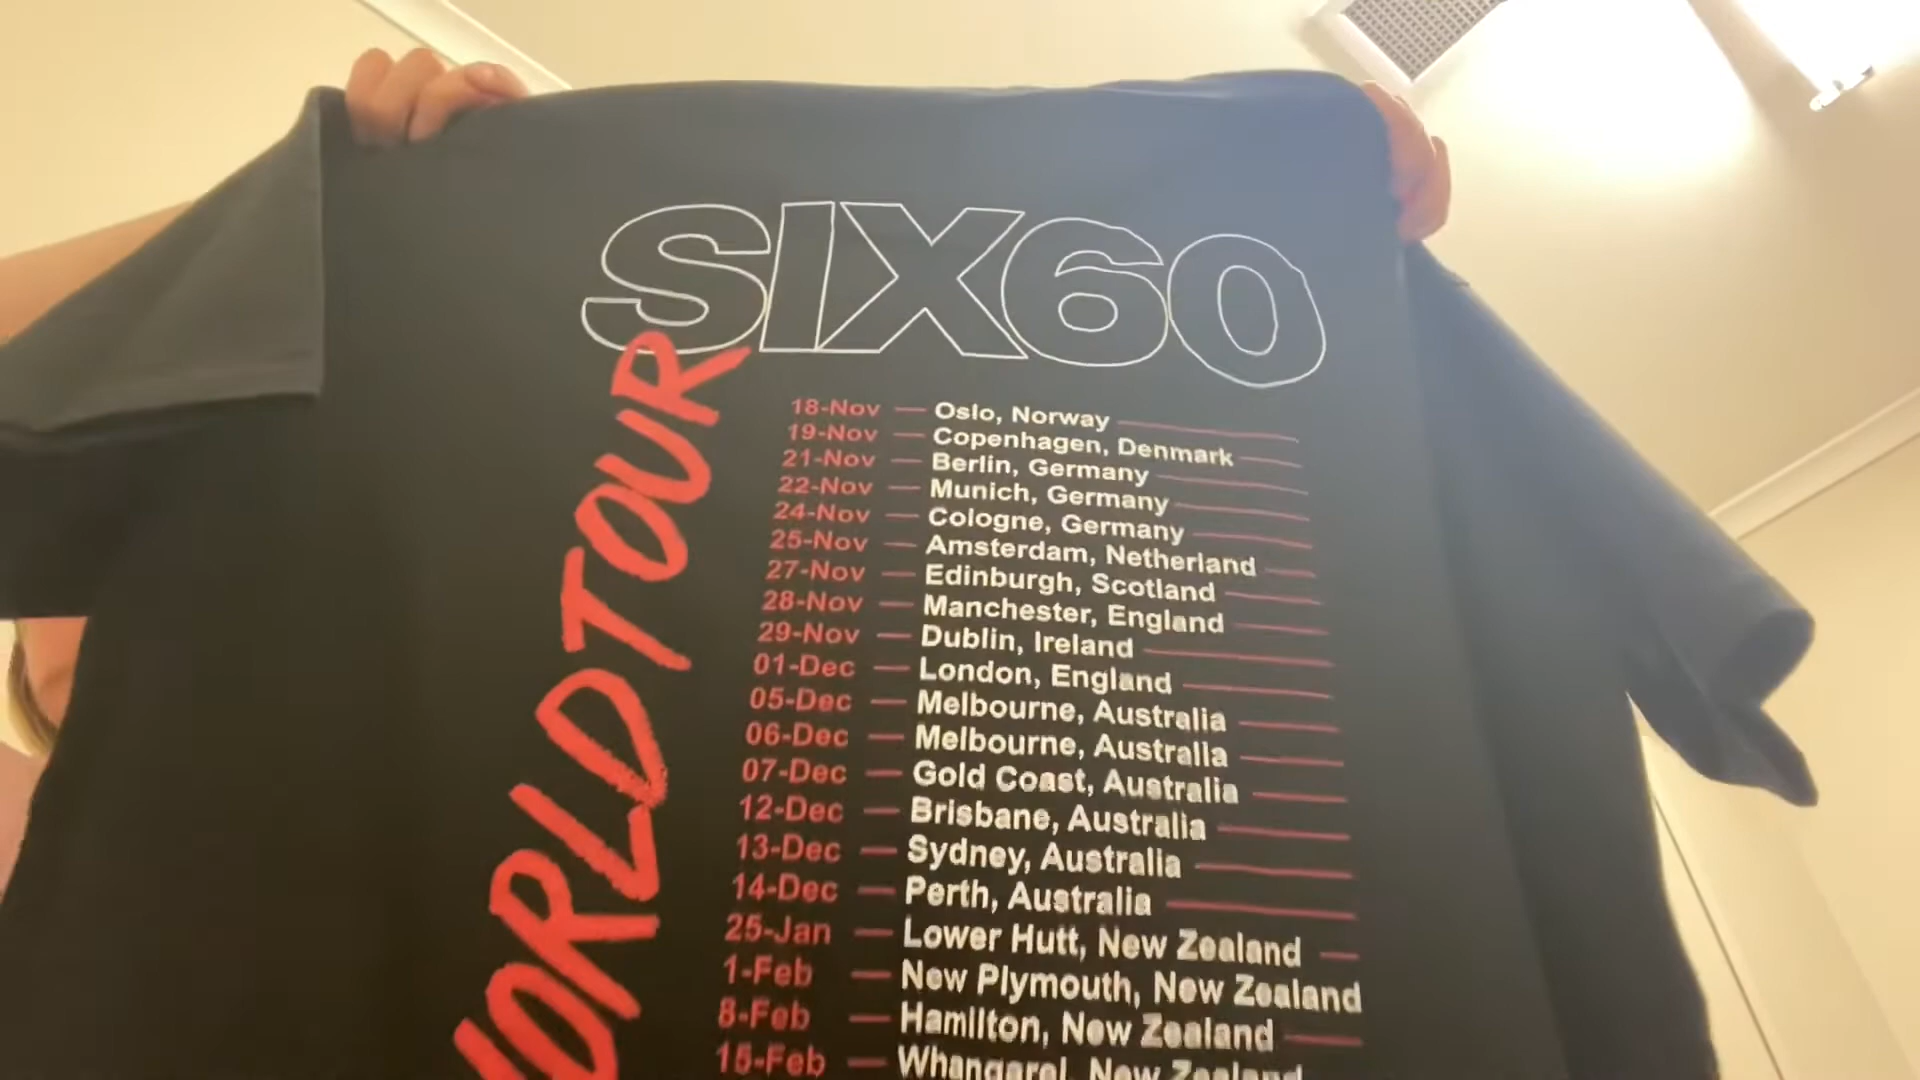 SIX60
WORLD TOUR
18-Nov — Oslo, Norway
19-Nov — Copenhagen, Denmark
21-Nov — Berlin, Germany
22-Nov — Munich, Germany
24-Nov — Cologne, Germany
25-Nov — Amsterdam, Netherland
27-Nov — Edinburgh, Scotland
28-Nov — Manchester, England
29-Nov — Dublin, Ireland
01-Dec — London, England
05-Dec — Melbourne, Australia
06-Dec — Melbourne, Australia
07-Dec — Gold Coast, Australia
12-Dec — Brisbane, Australia
13-Dec — Sydney, Australia
14-Dec — Perth, Australia
25-Jan — Lower Hutt, New Zealand
1-Feb — New Plymouth, New Zealand
8-Feb — Hamilton, New Zealand
15-Feb — Whangarei, New Zealand